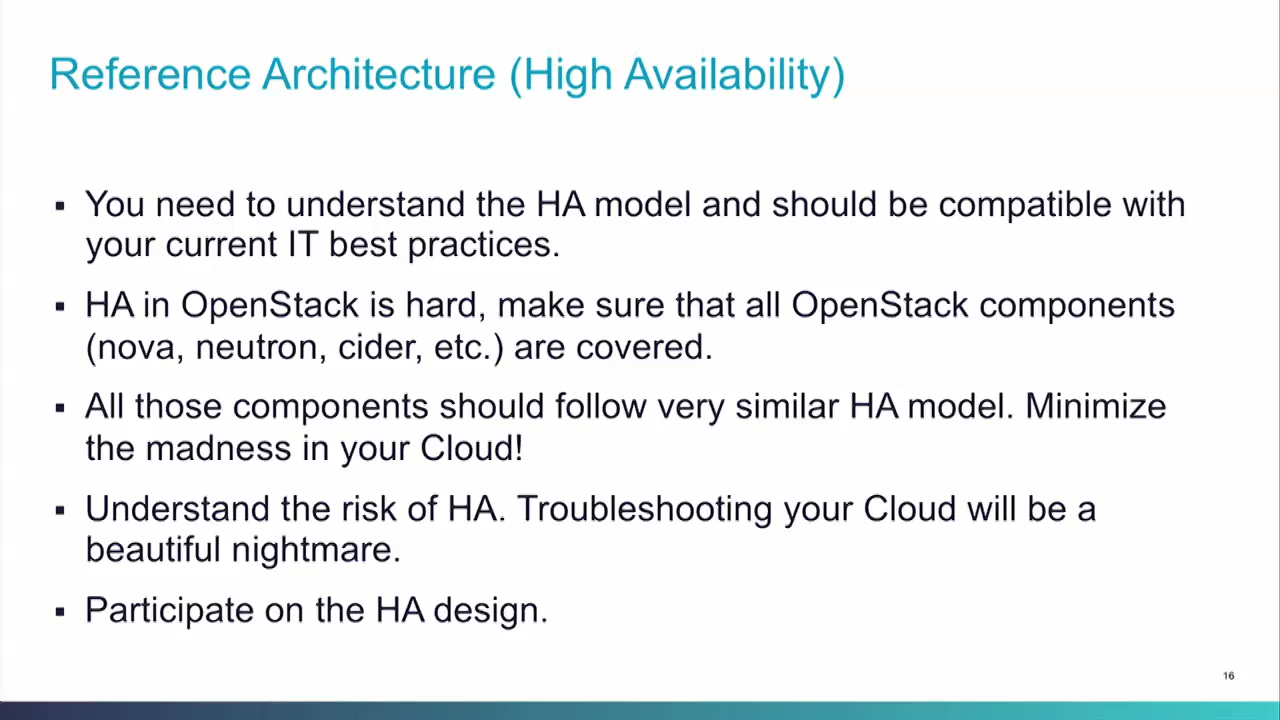 Reference Architecture (High Availability)
▪ You need to understand the HA model and should be compatible with
your current IT best practices.
▪ HA in OpenStack is hard, make sure that all OpenStack components
(nova, neutron, cider, etc.) are covered.
▪ All those components should follow very similar HA model. Minimize
the madness in your Cloud!
▪ Understand the risk of HA. Troubleshooting your Cloud will be a
beautiful nightmare.
▪ Participate on the HA design.
16